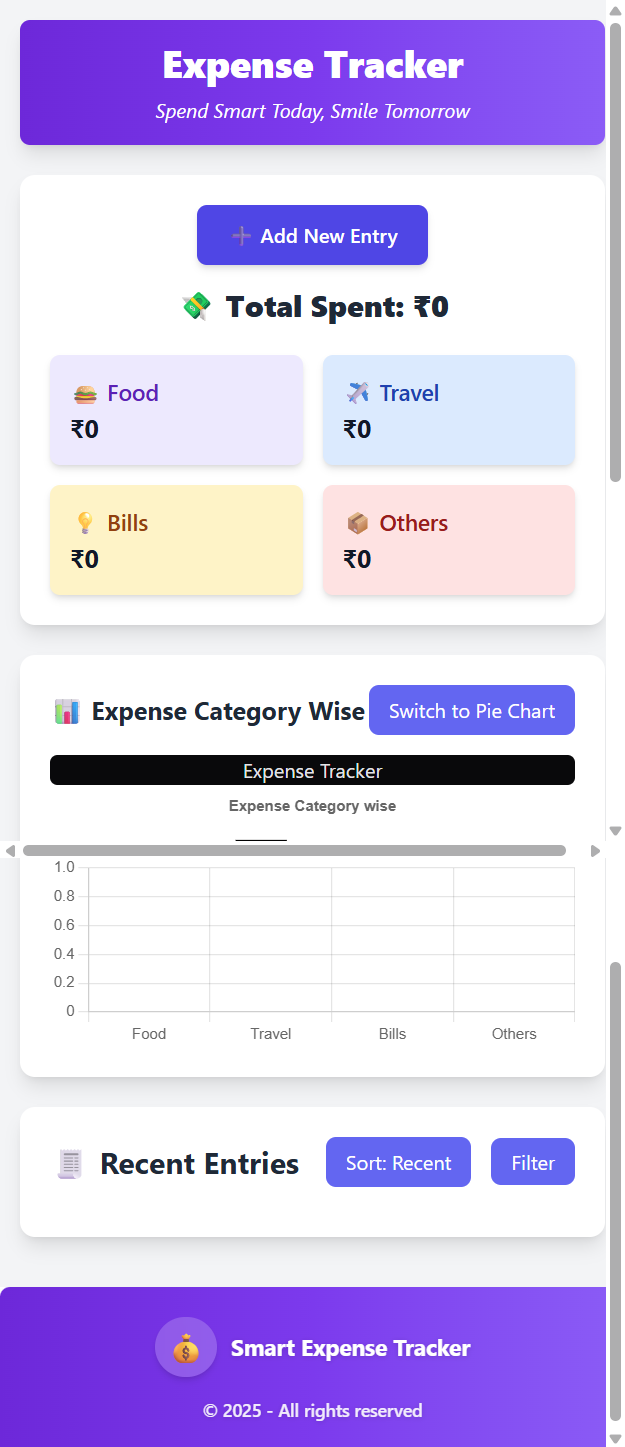 Expense Tracker
Spend Smart Today, Smile Tomorrow
➕ Add New Entry
💸 Total Spent: ₹0
🍔 Food
₹0
✈️ Travel
₹0
💡 Bills
₹0
📦 Others
₹0
📊 Expense Category Wise
Switch to Pie Chart
Expense Tracker
Expense Category wise
1.0
0.8
0.6
0.4
0.2
0
Food Travel Bills Others
🧾 Recent Entries
Sort: Recent
Filter
💰 Smart Expense Tracker
© 2025 - All rights reserved